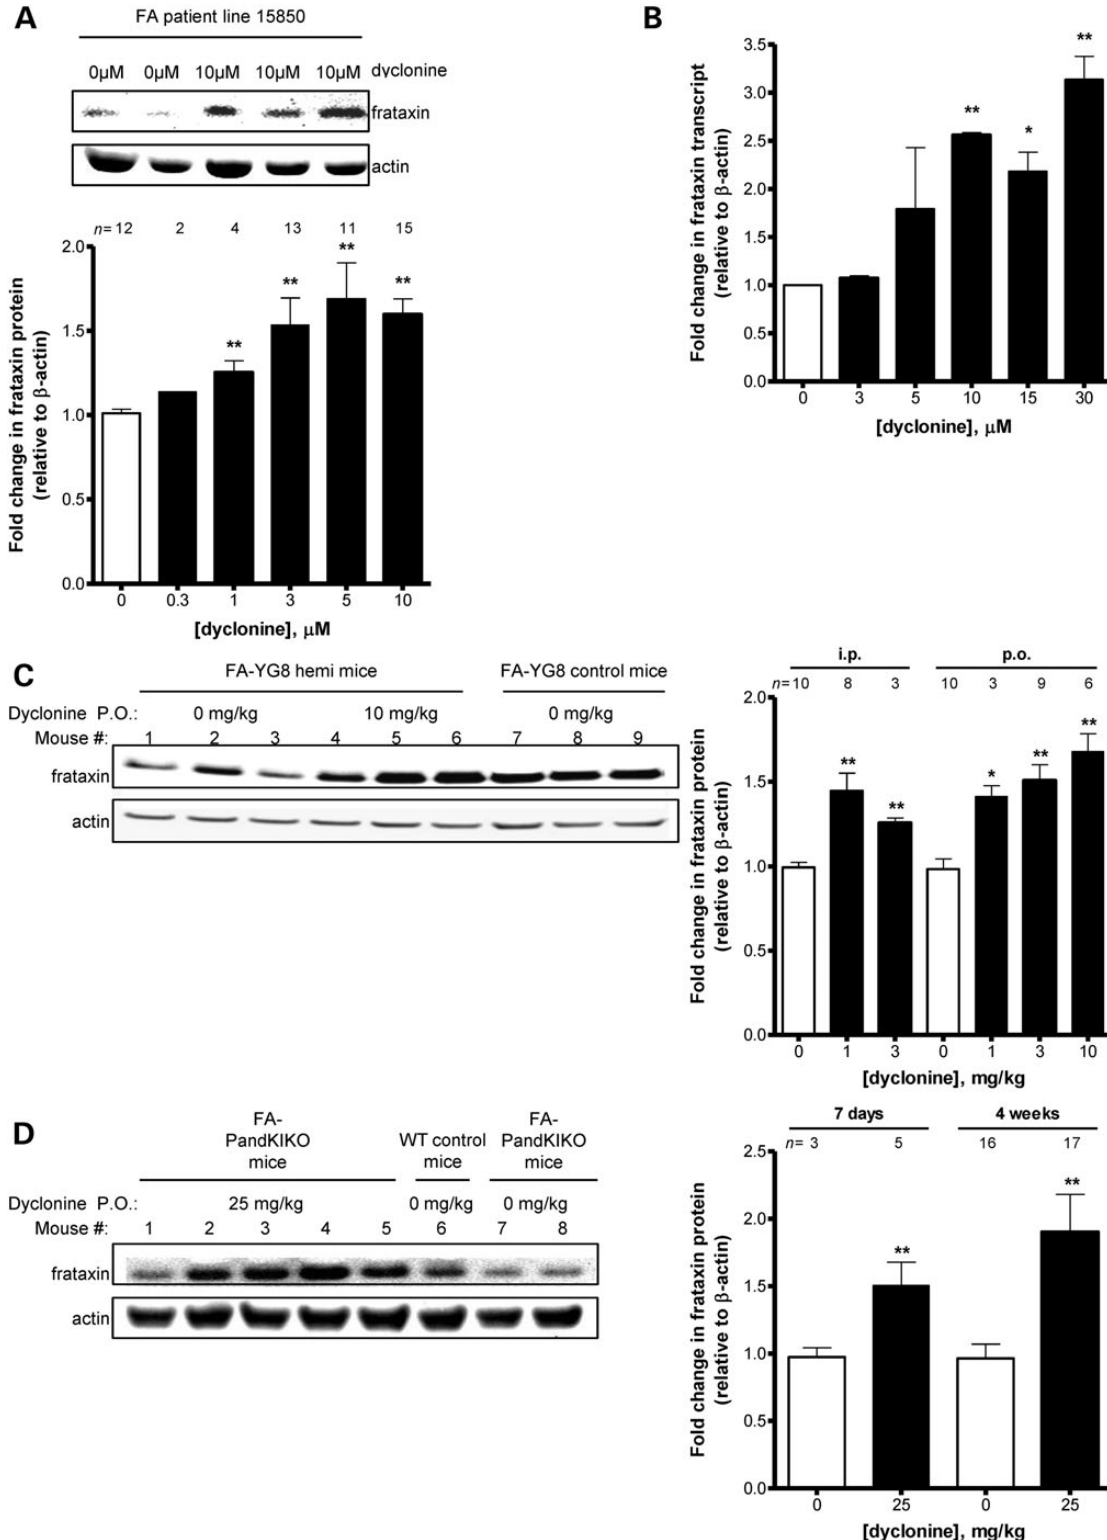 A
FA patient line 15850
0µM 0µM 10µM 10µM 10µM dyclonine
frataxin
actin
n= 12 2 4 13 11 15
Fold change in frataxin protein
(relative to β-actin)
2.0
1.5
1.0
0.5
0.0
** ** ** **
0 0.3 1 3 5 10
[dyclonine], µM
B
Fold change in frataxin transcript
(relative to β-actin)
3.5
3.0
2.5
2.0
1.5
1.0
0.5
0.0
** * **
0 3 5 10 15 30
[dyclonine], µM
C
FA-YG8 hemi mice FA-YG8 control mice
Dyclonine P.O.: 0 mg/kg 10 mg/kg 0 mg/kg
Mouse #: 1 2 3 4 5 6 7 8 9
frataxin
actin
i.p. p.o.
n= 10 8 3 10 3 9 6
Fold change in frataxin protein
(relative to β-actin)
2.0
1.5
1.0
0.5
0.0
** ** * ** **
0 1 3 0 1 3 10
[dyclonine], mg/kg
D
FA-
PandKIKO
mice
WT control
mice
FA-
PandKIKO
mice
Dyclonine P.O.: 25 mg/kg 0 mg/kg 0 mg/kg
Mouse #: 1 2 3 4 5 6 7 8
frataxin
actin
7 days 4 weeks
n= 3 5 16 17
Fold change in frataxin protein
(relative to β-actin)
2.5
2.0
1.5
1.0
0.5
0.0
** **
0 25 0 25
[dyclonine], mg/kg